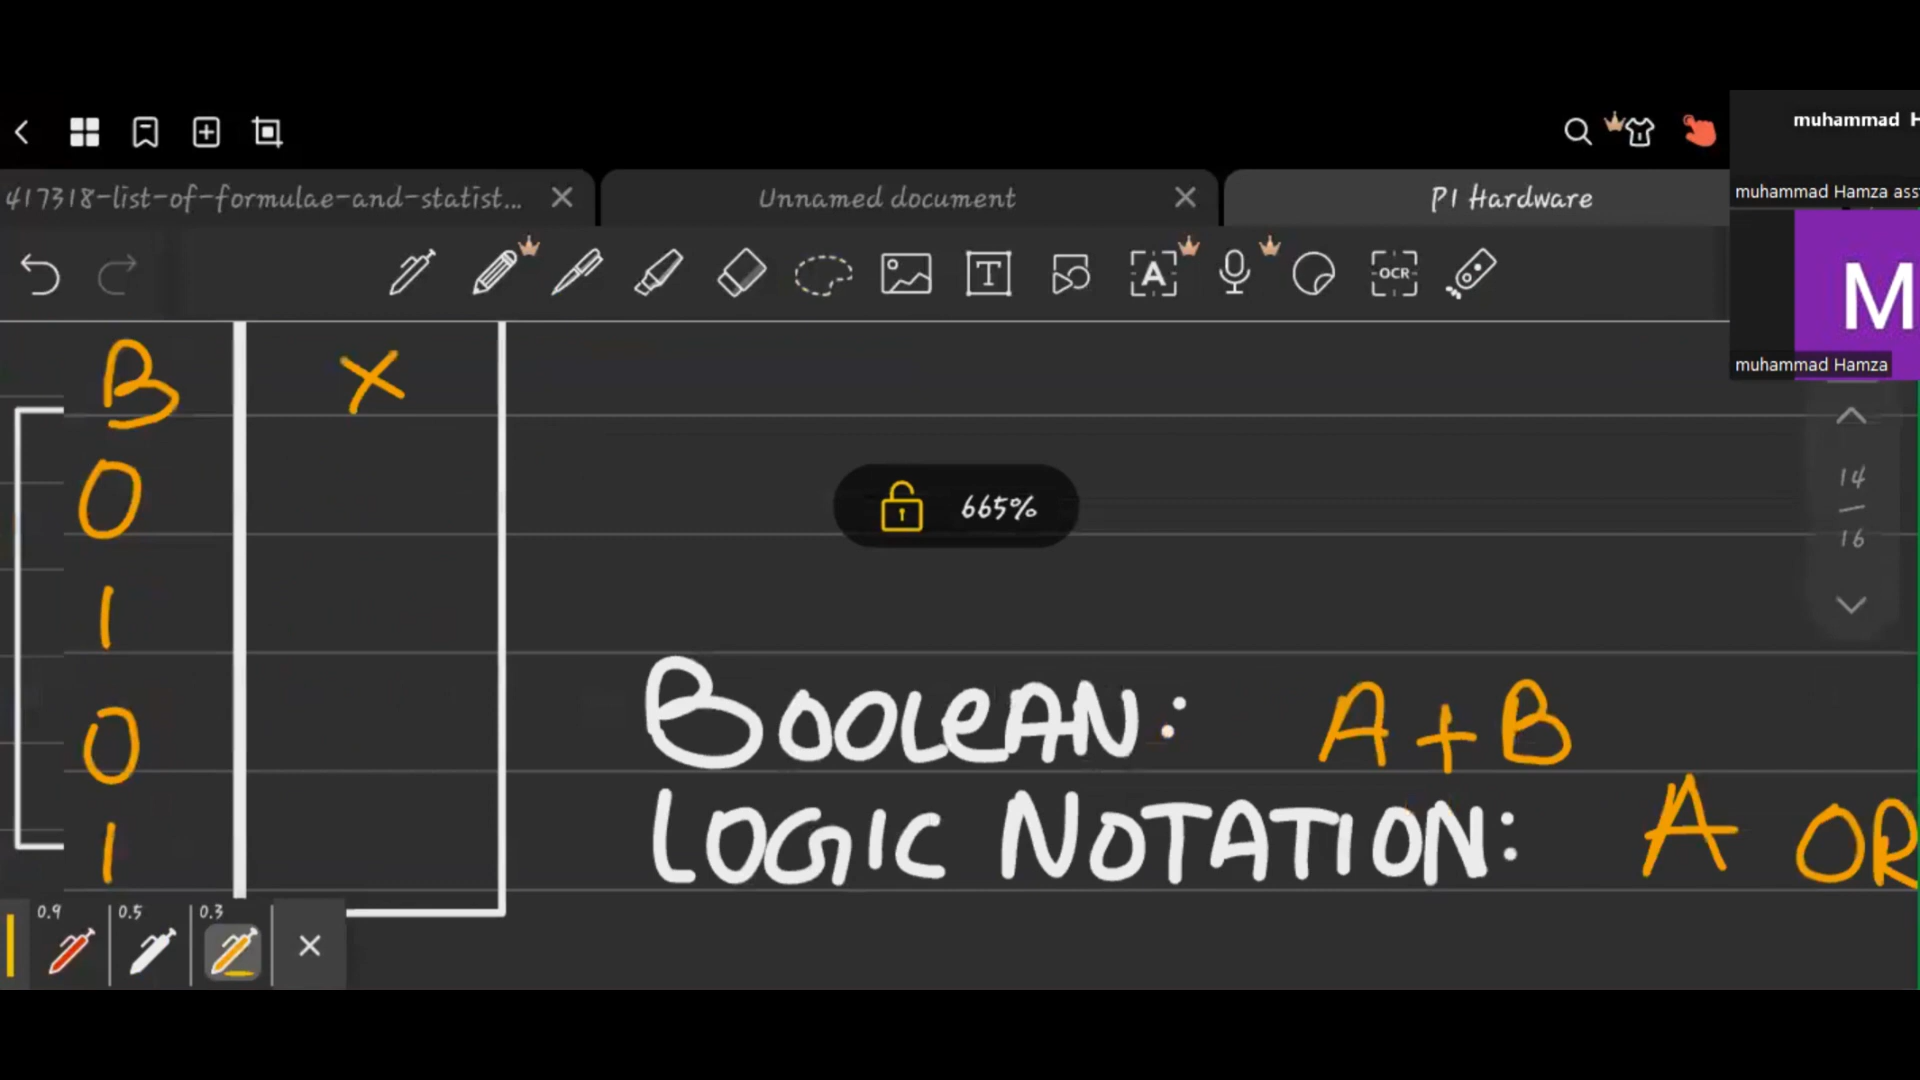 muhammad H
417318-list-of-formulae-and-statist...
Unnamed document
P1 Hardware
muhammad Hamza ass
T
A
OCR
M
muhammad Hamza
B X
0
1
0
1
665%
14
16
BOOLEAN: A+B
LOGIC NOTATION: A OR
0.9 0.5 0.3